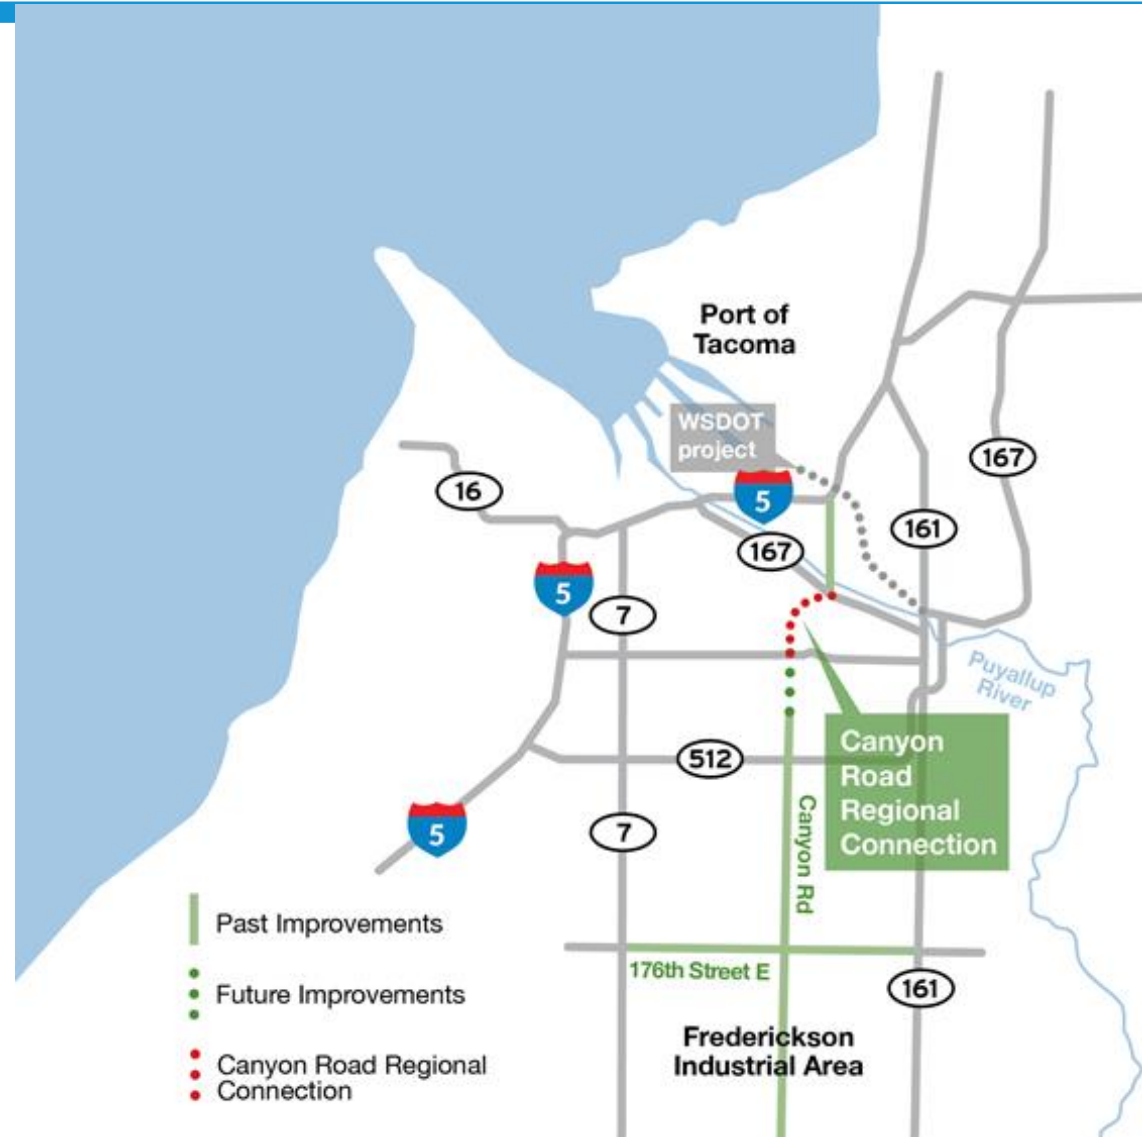 Port of
Tacoma
WSDOT
project
167
16
5
161
167
5
7
Puyallup
River
Canyon
Road
Regional
Connection
512
5
7
Canyon Rd
Past Improvements
176th Street E
161
Future Improvements
Frederickson
Industrial Area
Canyon Road Regional
Connection